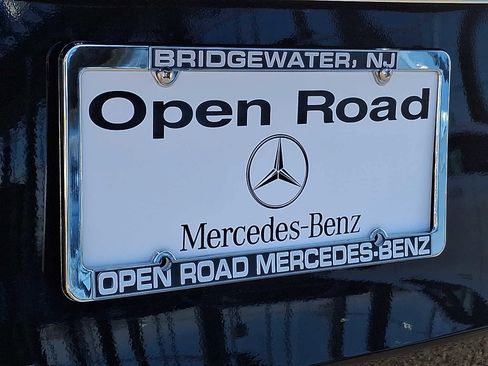 BRIDGEWATER, NJ
Open Road
Mercedes-Benz
OPEN ROAD MERCEDES-BENZ